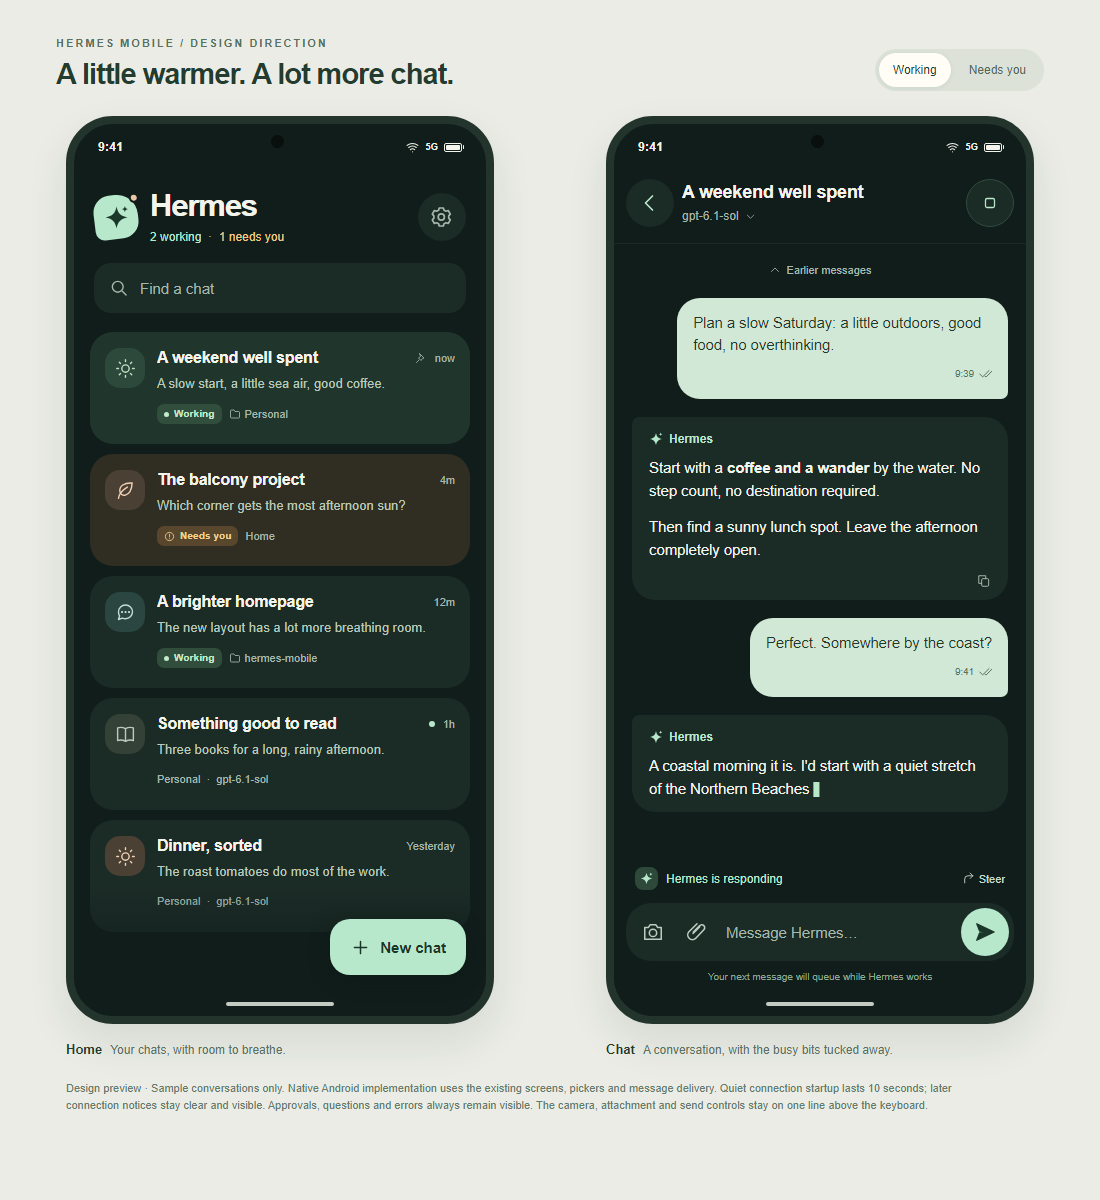 HERMES MOBILE / DESIGN DIRECTION
A little warmer. A lot more chat.
Working
Needs you
9:41
5G
Hermes
2 working · 1 needs you
Find a chat
A weekend well spent
now
A slow start, a little sea air, good coffee.
Working
Personal
The balcony project
4m
Which corner gets the most afternoon sun?
Needs you
Home
A brighter homepage
12m
The new layout has a lot more breathing room.
Working
hermes-mobile
Something good to read
1h
Three books for a long, rainy afternoon.
Personal · gpt-6.1-sol
Dinner, sorted
Yesterday
The roast tomatoes do most of the work.
Personal · gpt-6.1-sol
New chat
Home Your chats, with room to breathe.
9:41
5G
A weekend well spent
gpt-6.1-sol
Earlier messages
Plan a slow Saturday: a little outdoors, good
food, no overthinking.
9:39
Hermes
Start with a coffee and a wander by the water. No
step count, no destination required.
Then find a sunny lunch spot. Leave the afternoon
completely open.
Perfect. Somewhere by the coast?
9:41
Hermes
A coastal morning it is. I'd start with a quiet stretch
of the Northern Beaches
Hermes is responding
Steer
Message Hermes...
Your next message will queue while Hermes works
Chat A conversation, with the busy bits tucked away.
Design preview · Sample conversations only. Native Android implementation uses the existing screens, pickers and message delivery. Quiet connection startup lasts 10 seconds; later
connection notices stay clear and visible. Approvals, questions and errors always remain visible. The camera, attachment and send controls stay on one line above the keyboard.